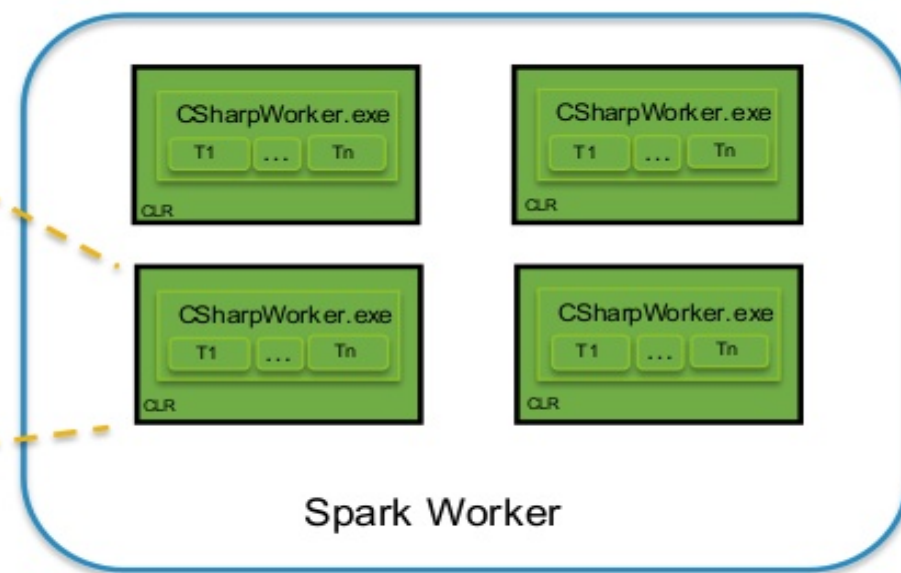 CSharpWorker.exe
T1 ... Tn
CLR
CSharpWorker.exe
T1 ... Tn
CLR
CSharpWorker.exe
T1 ... Tn
CLR
CSharpWorker.exe
T1 ... Tn
CLR
Spark Worker